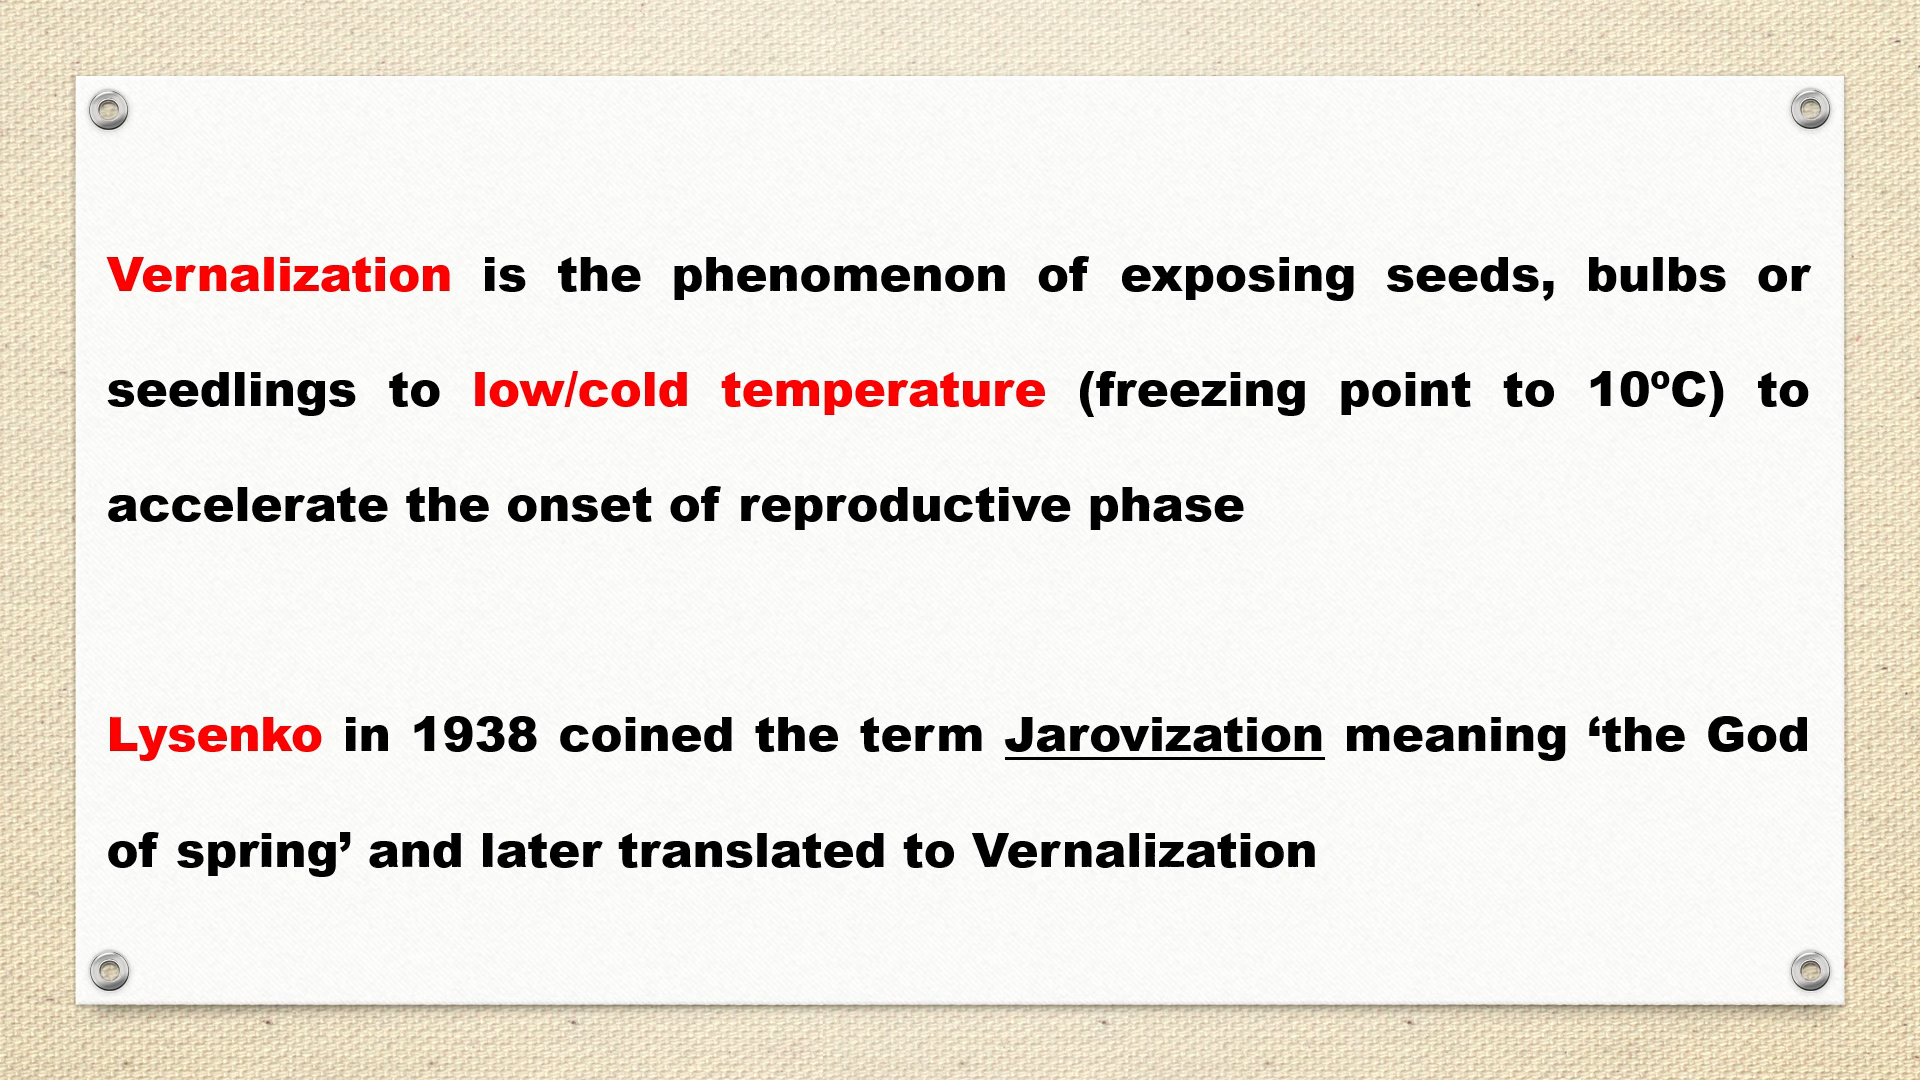 Vernalization is the phenomenon of exposing seeds, bulbs or
seedlings to low/cold temperature (freezing point to 10ºC) to
accelerate the onset of reproductive phase
Lysenko in 1938 coined the term Jarovization meaning ‘the God
of spring’ and later translated to Vernalization